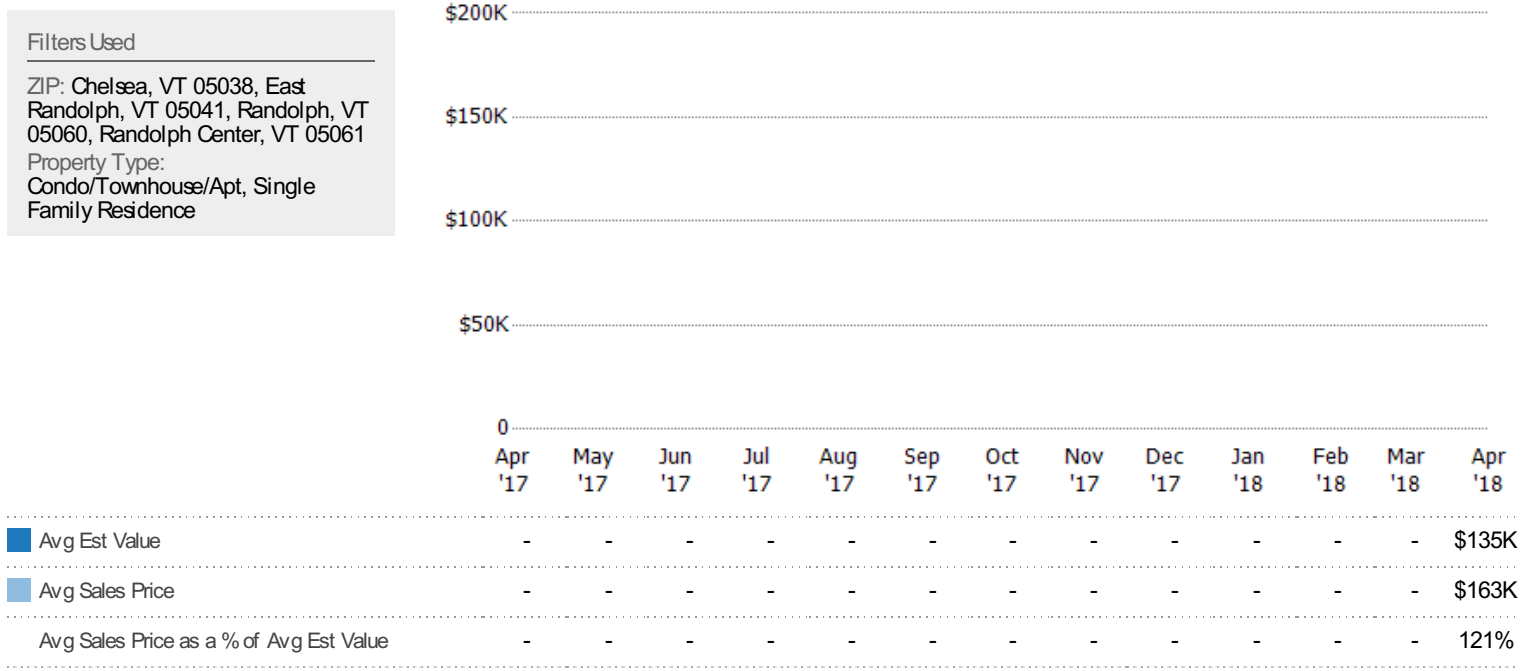 Filters Used
ZIP: Chelsea, VT 05038, East
Randolph, VT 05041, Randolph, VT
05060, Randolph Center, VT 05061
Property Type:
Condo/Townhouse/Apt, Single
Family Residence
$200K
$150K
$100K
$50K
0
Apr May Jun Jul Aug Sep Oct Nov Dec Jan Feb Mar Apr
'17 '17 '17 '17 '17 '17 '17 '17 '17 '18 '18 '18 '18
Avg Est Value - - - - - - - - - - - - $135K
Avg Sales Price - - - - - - - - - - - - $163K
Avg Sales Price as a % of Avg Est Value - - - - - - - - - - - - 121%